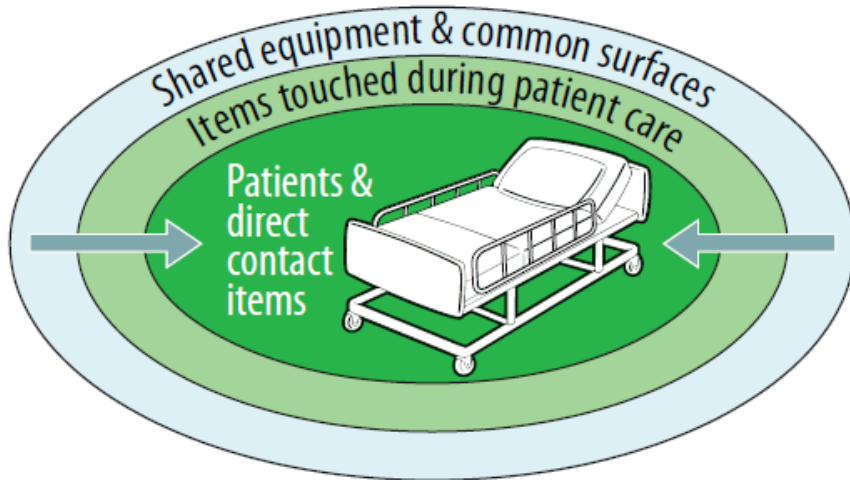 Shared equipment & common surfaces
Items touched during patient care
Patients &
direct
contact
items